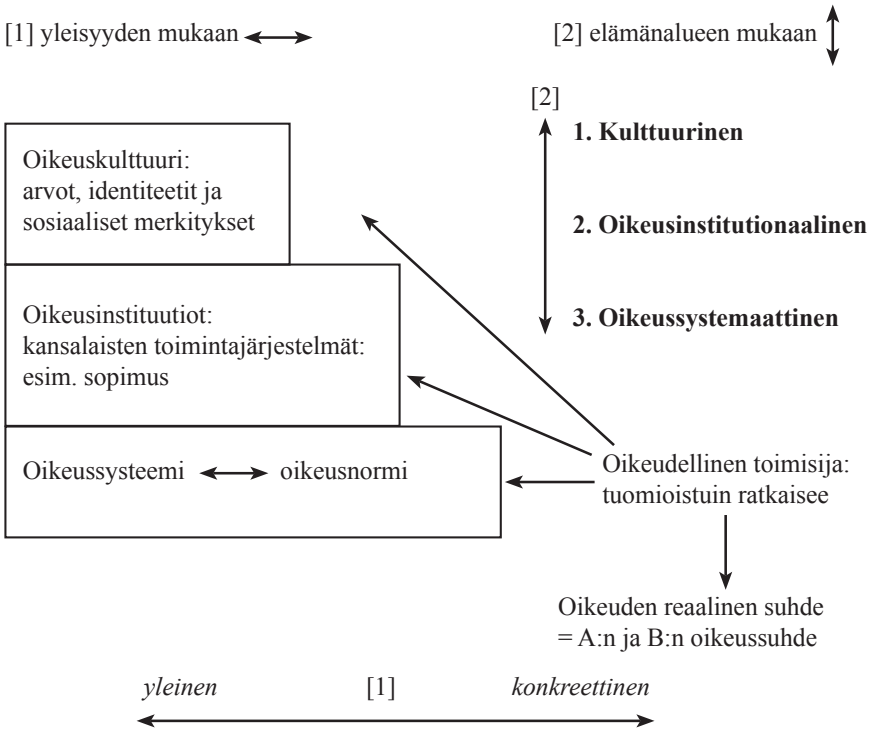 [1] yleisyyden mukaan
[2] elämänalueen mukaan
[2]
1. Kulttuurinen
Oikeuskulttuuri:
arvot, identiteetit ja
sosiaaliset merkitykset
2. Oikeusinstitutionaalinen
Oikeusinstituutiot:
kansalaisten toimintajärjestelmät:
esim. sopimus
3. Oikeussystemaattinen
Oikeussysteemi oikeusnormi
Oikeudellinen toimisija:
tuomioistuin ratkaisee
Oikeuden reaalinen suhde
= A:n ja B:n oikeussuhde
yleinen [1] konkreettinen